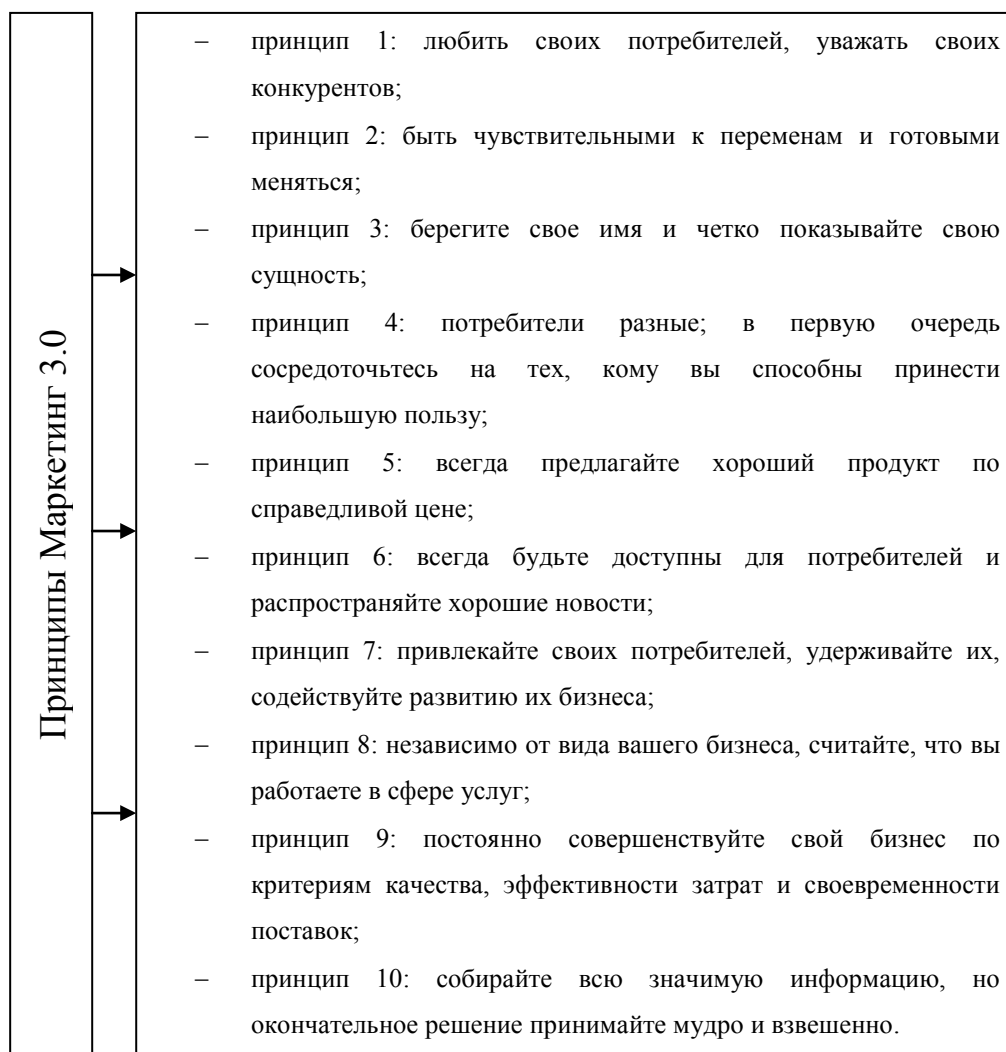 Принципы Маркетинг 3.0
– принцип 1: любить своих потребителей, уважать своих
конкурентов;
– принцип 2: быть чувствительными к переменам и готовыми
меняться;
– принцип 3: берегите свое имя и четко показывайте свою
сущность;
– принцип 4: потребители разные; в первую очередь
сосредоточьтесь на тех, кому вы способны принести
наибольшую пользу;
– принцип 5: всегда предлагайте хороший продукт по
справедливой цене;
– принцип 6: всегда будьте доступны для потребителей и
распространяйте хорошие новости;
– принцип 7: привлекайте своих потребителей, удерживайте их,
содействуйте развитию их бизнеса;
– принцип 8: независимо от вида вашего бизнеса, считайте, что вы
работаете в сфере услуг;
– принцип 9: постоянно совершенствуйте свой бизнес по
критериям качества, эффективности затрат и своевременности
поставок;
– принцип 10: собирайте всю значимую информацию, но
окончательное решение принимайте мудро и взвешенно.